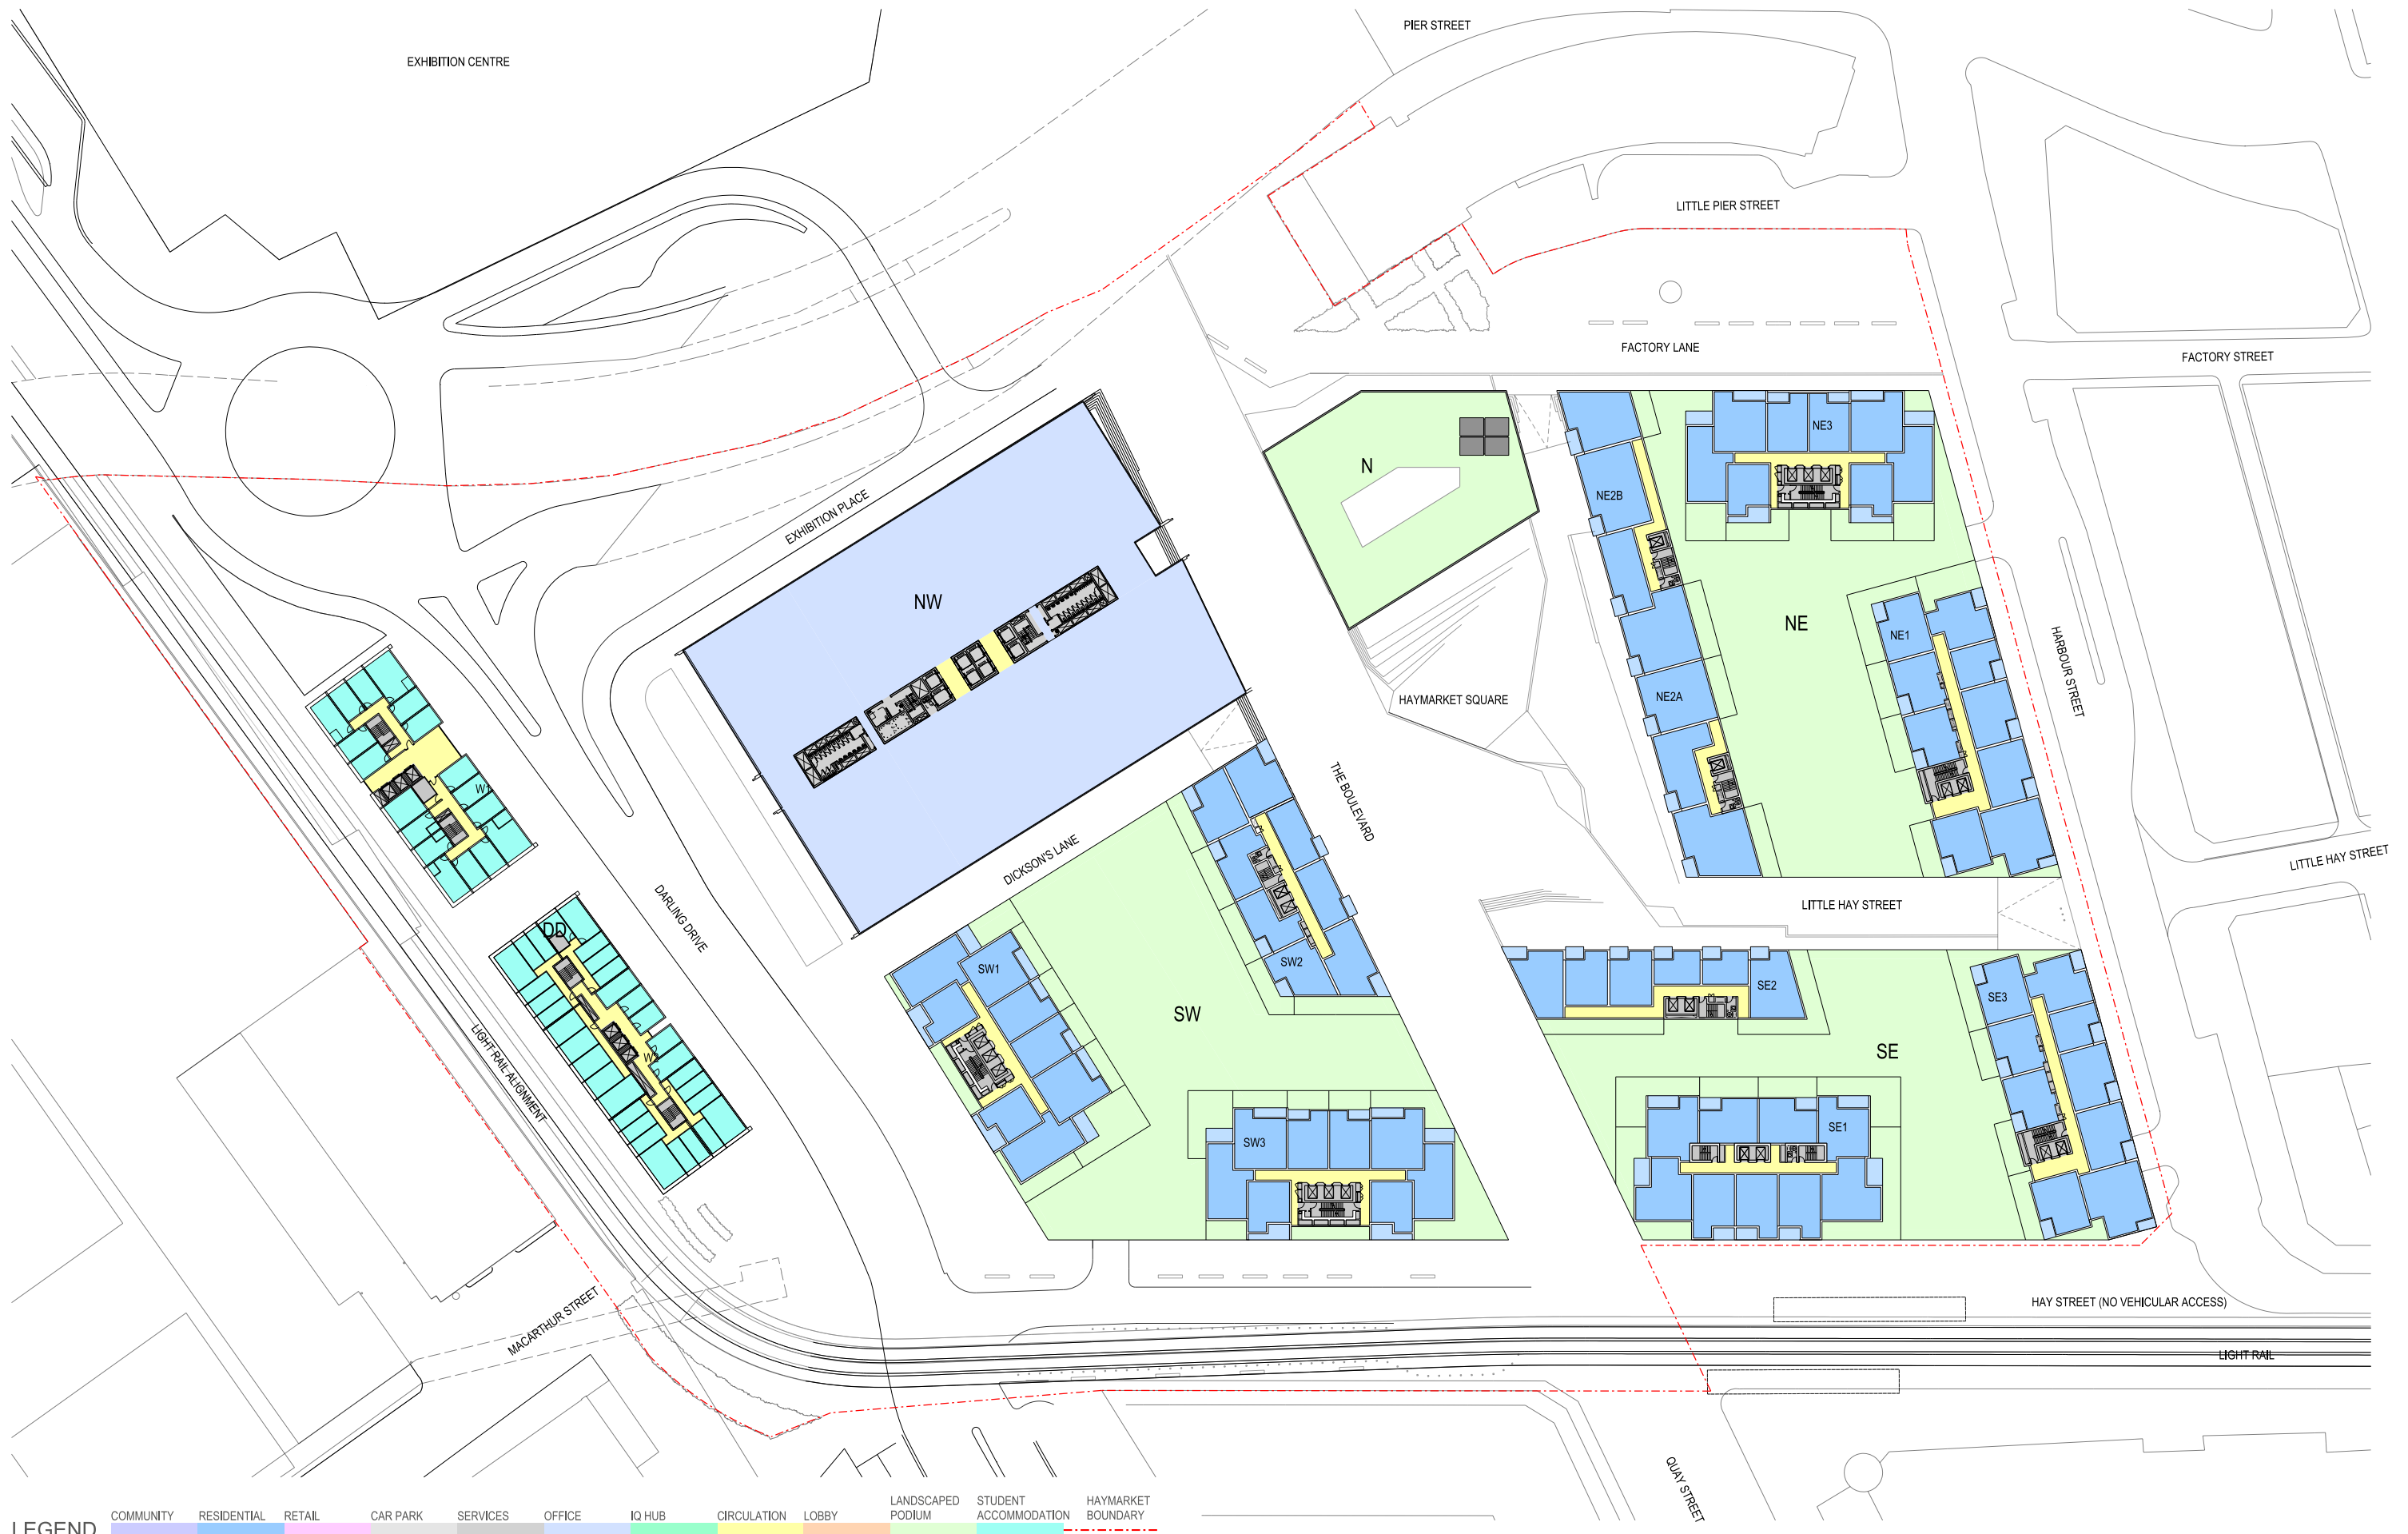 PIER STREET
EXHIBITION CENTRE
LITTLE PIER STREET
FACTORY LANE
FACTORY STREET
NE3
N
NE2B
EXHIBITION PLACE
NW
NE
NE1
HARBOUR STREET
NE2A
HAYMARKET SQUARE
W1
THE BOULEVARD
DICKSON'S LANE
LITTLE HAY STREET
DARLING DRIVE
LITTLE HAY STREET
DD
SW2
SW1
SE2
SE3
SW
LIGHT RAIL ALIGNMENT
W2
SE
SE1
SW3
HAY STREET (NO VEHICULAR ACCESS)
MACARTHUR STREET
LIGHT RAIL
QUAY STREET
LEGEND
COMMUNITY
RESIDENTIAL
RETAIL
CAR PARK
SERVICES
OFFICE
IQ HUB
CIRCULATION
LOBBY
LANDSCAPED
PODIUM
STUDENT
ACCOMMODATION
HAYMARKET
BOUNDARY